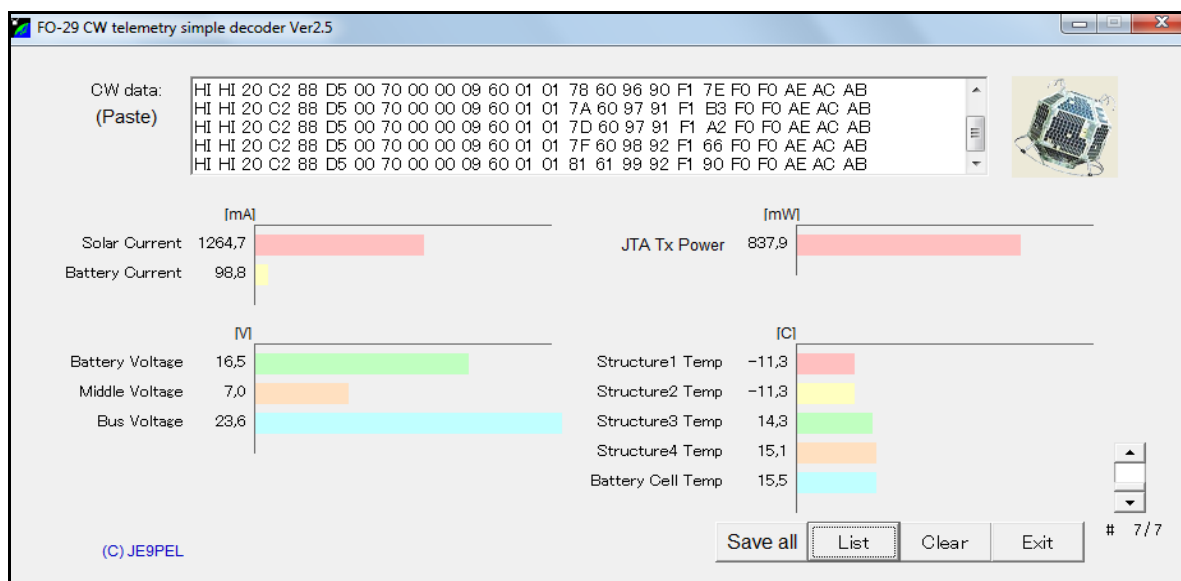 FO-29 CW telemetry simple decoder Ver2.5
CW data:
(Paste)
HI HI 20 C2 88 D5 00 70 00 00 09 60 01 01 78 60 96 90 F1 7E F0 F0 AE AC AB
HI HI 20 C2 88 D5 00 70 00 00 09 60 01 01 7A 60 97 91 F1 B3 F0 F0 AE AC AB
HI HI 20 C2 88 D5 00 70 00 00 09 60 01 01 7D 60 97 91 F1 A2 F0 F0 AE AC AB
HI HI 20 C2 88 D5 00 70 00 00 09 60 01 01 7F 60 98 92 F1 66 F0 F0 AE AC AB
HI HI 20 C2 88 D5 00 70 00 00 09 60 01 01 81 61 99 92 F1 90 F0 F0 AE AC AB
[mA]
Solar Current 1264,7
Battery Current 98,8
[mW]
JTA Tx Power 837,9
[V]
Battery Voltage 16,5
Middle Voltage 7,0
Bus Voltage 23,6
[C]
Structure1 Temp -11,3
Structure2 Temp -11,3
Structure3 Temp 14,3
Structure4 Temp 15,1
Battery Cell Temp 15,5
(C) JE9PEL
Save all List Clear Exit
# 7/7